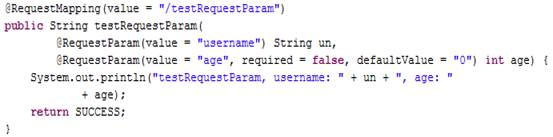 @RequestMapping(value = "/testRequestParam")
public String testRequestParam(
@RequestParam(value = "username") String un,
@RequestParam(value = "age", required = false, defaultValue = "0") int age) {
System.out.println("testRequestParam, username: " + un + ", age: "
+ age);
return SUCCESS;
}